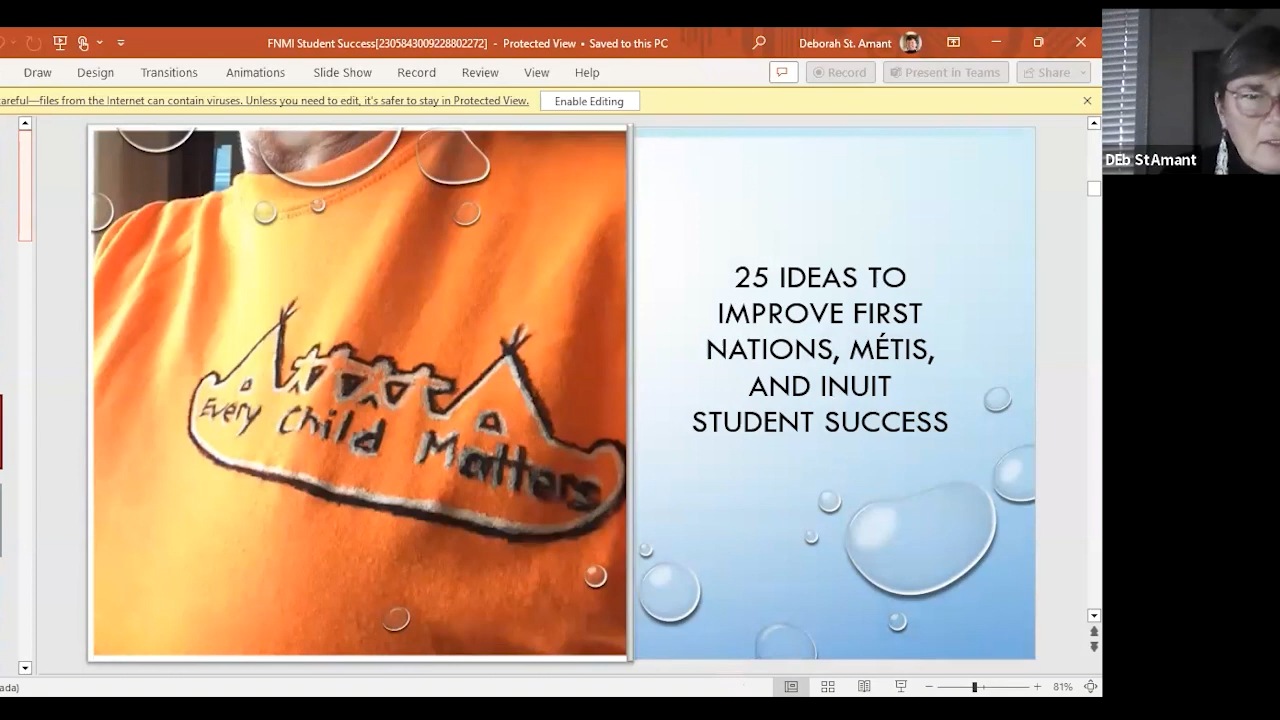 FNMI Student Success[2305843009228802272] - Protected View • Saved to this PC
Deborah St. Amant
Draw Design Transitions Animations Slide Show Record Review View Help
Record Present in Teams Share
areful—files from the Internet can contain viruses. Unless you need to edit, it's safer to stay in Protected View. Enable Editing
DEb StAmant
Every Child Matters
25 IDEAS TO
IMPROVE FIRST
NATIONS, MÉTIS,
AND INUIT
STUDENT SUCCESS
ada)
81%